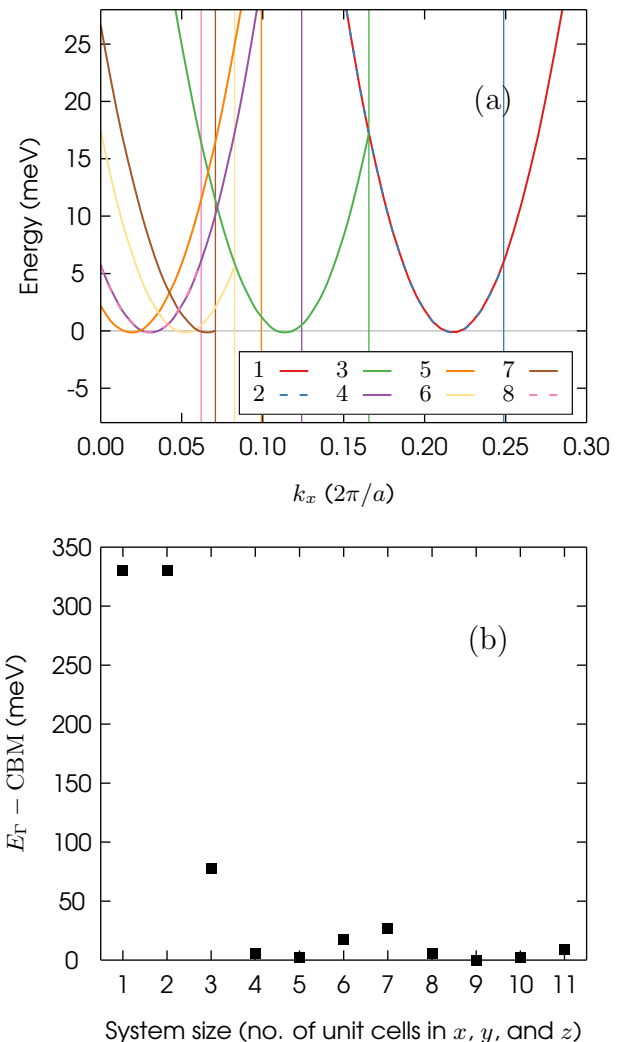 25
20
15
10
5
0
-5
Energy (meV)
(a)
1 3 5 7
2 4 6 8
0.00 0.05 0.10 0.15 0.20 0.25 0.30
k_x (2π/a)
350
300
250
200
150
100
50
0
E_Γ − CBM (meV)
(b)
1 2 3 4 5 6 7 8 9 10 11
System size (no. of unit cells in x, y, and z)